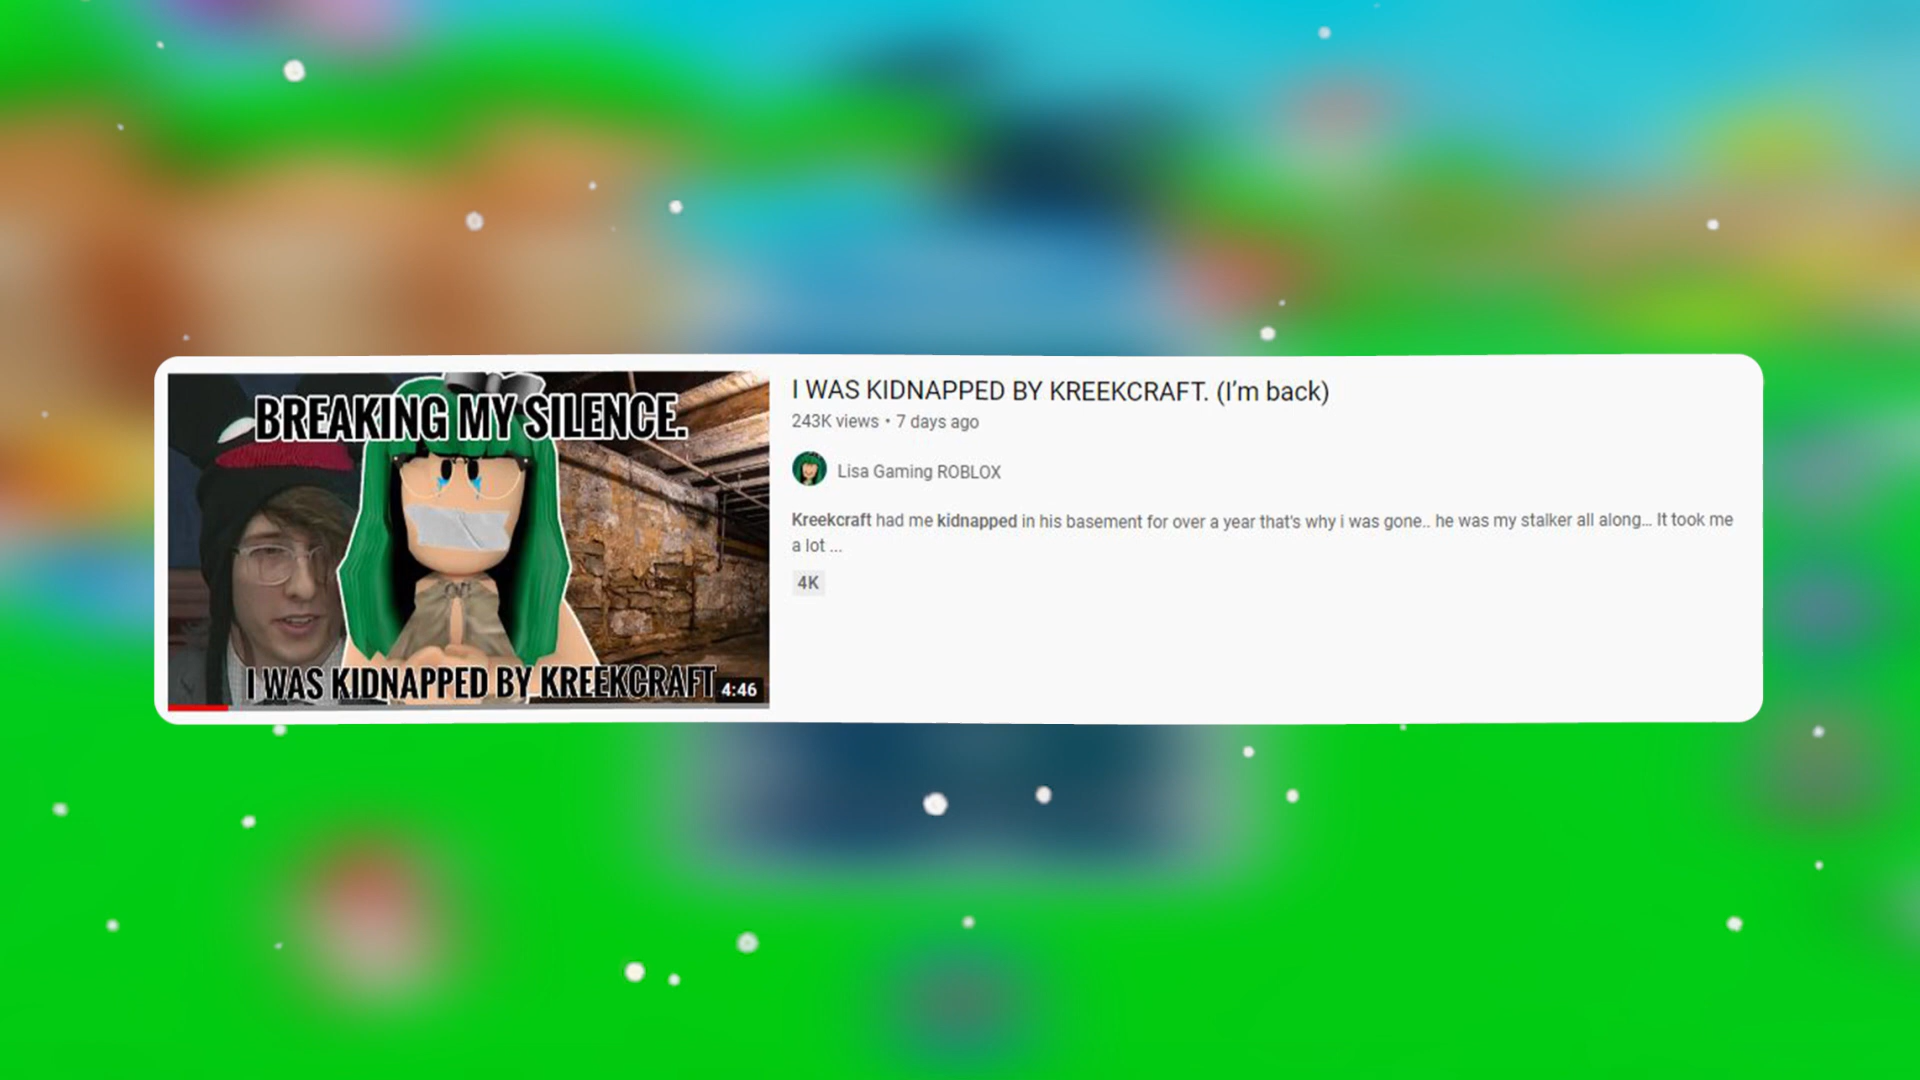 BREAKING MY SILENCE.
I WAS KIDNAPPED BY KREEKCRAFT
4:46
I WAS KIDNAPPED BY KREEKCRAFT. (I’m back)
243K views • 7 days ago
Lisa Gaming ROBLOX
Kreekcraft had me kidnapped in his basement for over a year that's why i was gone.. he was my stalker all along... It took me
a lot ...
4K